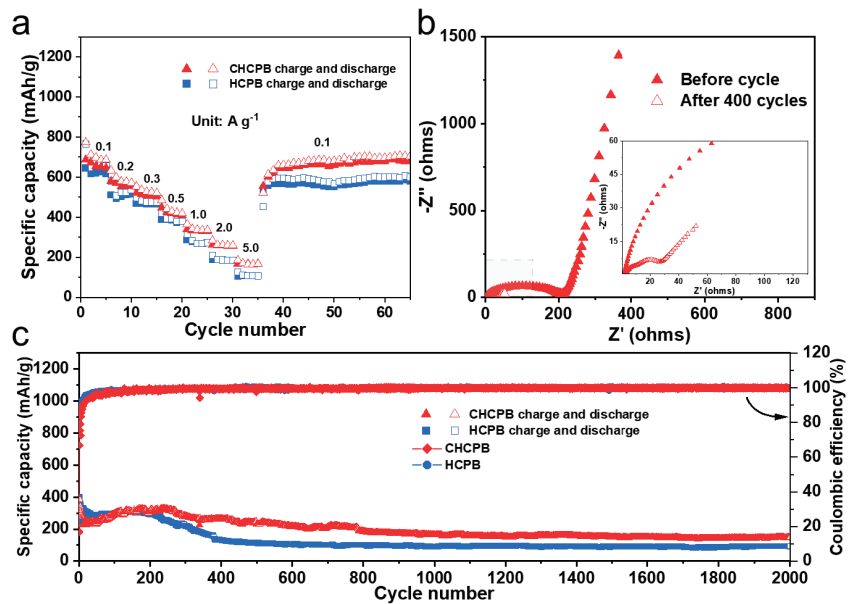 a
Specific capacity (mAh/g)
1200
1000
800
600
400
200
0
CHCPB charge and discharge
HCPB charge and discharge
Unit: A g⁻¹
0.1
0.2
0.3
0.5
1.0
2.0
5.0
0.1
0 10 20 30 40 50 60
Cycle number
b
-Z'' (ohms)
1500
1000
500
0
Before cycle
After 400 cycles
-Z'' (ohms)
60
45
30
15
0 20 40 60 80 100 120
Z' (ohms)
0 200 400 600 800
Z' (ohms)
c
Specific capacity (mAh/g)
1200
1000
800
600
400
200
0
CHCPB charge and discharge
HCPB charge and discharge
CHCPB
HCPB
120
100
80
60
40
20
0
Coulombic efficiency (%)
0 200 400 600 800 1000 1200 1400 1600 1800 2000
Cycle number